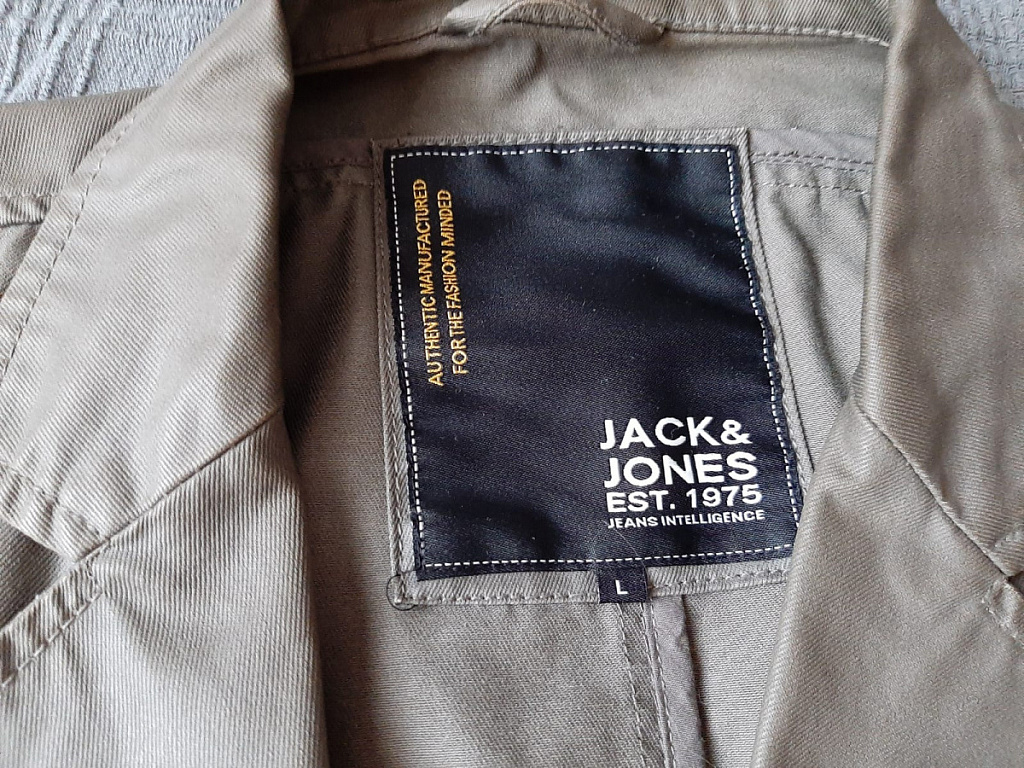 AUTHENTIC MANUFACTURED
FOR THE FASHION MINDED
JACK&
JONES
EST. 1975
JEANS INTELLIGENCE
L